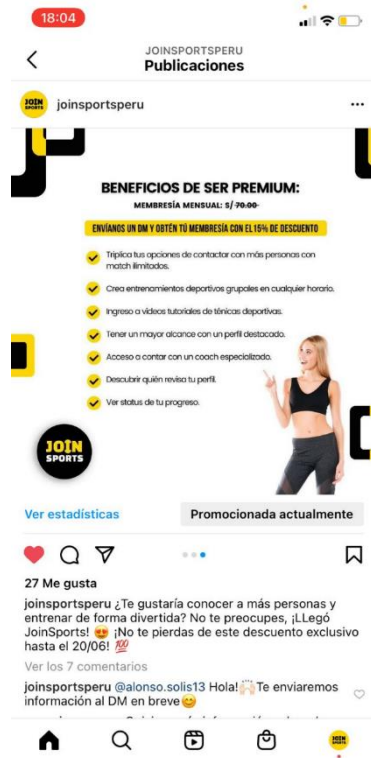 18:04
JOINSPORTSPERU
Publicaciones
JOIN
SPORTS
joinsportsperu
BENEFICIOS DE SER PREMIUM:
MEMBRESÍA MENSUAL: S/ 70.00
ENVÍANOS UN DM Y OBTÉN TÚ MEMBRESÍA CON EL 15% DE DESCUENTO
Triplica tus opciones de contactar con más personas con
match ilimitados.
Crea entrenamientos deportivos grupales en cualquier horario.
Ingreso a videos tutoriales de ténicas deportivas.
Tener un mayor alcance con un perfil destacado.
Acceso a contar con un coach especializado.
Descubrir quién revisa tu perfil.
Ver status de tu progreso.
JOIN
SPORTS
Ver estadísticas
Promocionada actualmente
27 Me gusta
joinsportsperu ¿Te gustaría conocer a más personas y
entrenar de forma divertida? No te preocupes, ¡LLegó
JoinSports! 😍 ¡No te pierdas de este descuento exclusivo
hasta el 20/06! 💯
Ver los 7 comentarios
joinsportsperu @alonso.solis13 Hola!🙌🏻Te enviaremos
información al DM en breve😊
JOIN
SPORTS